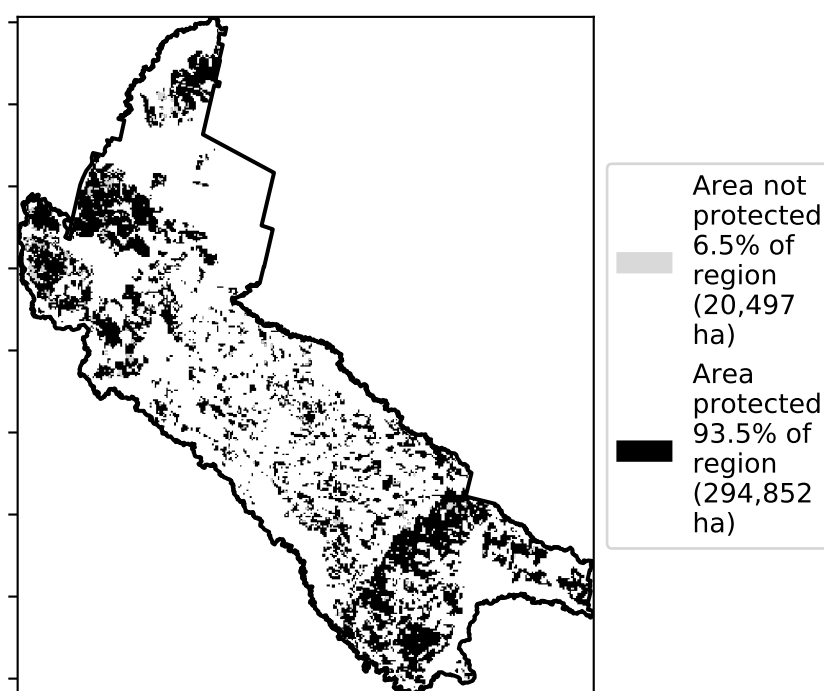 Area not
protected
6.5% of
region
(20,497
ha)
Area
protected
93.5% of
region
(294,852
ha)